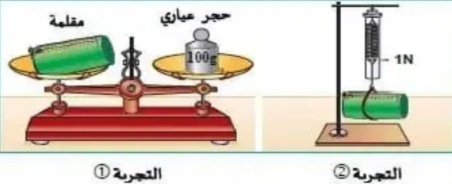 حجر عياري
مقلمة
100g
1N
التجربة ①
التجربة ②